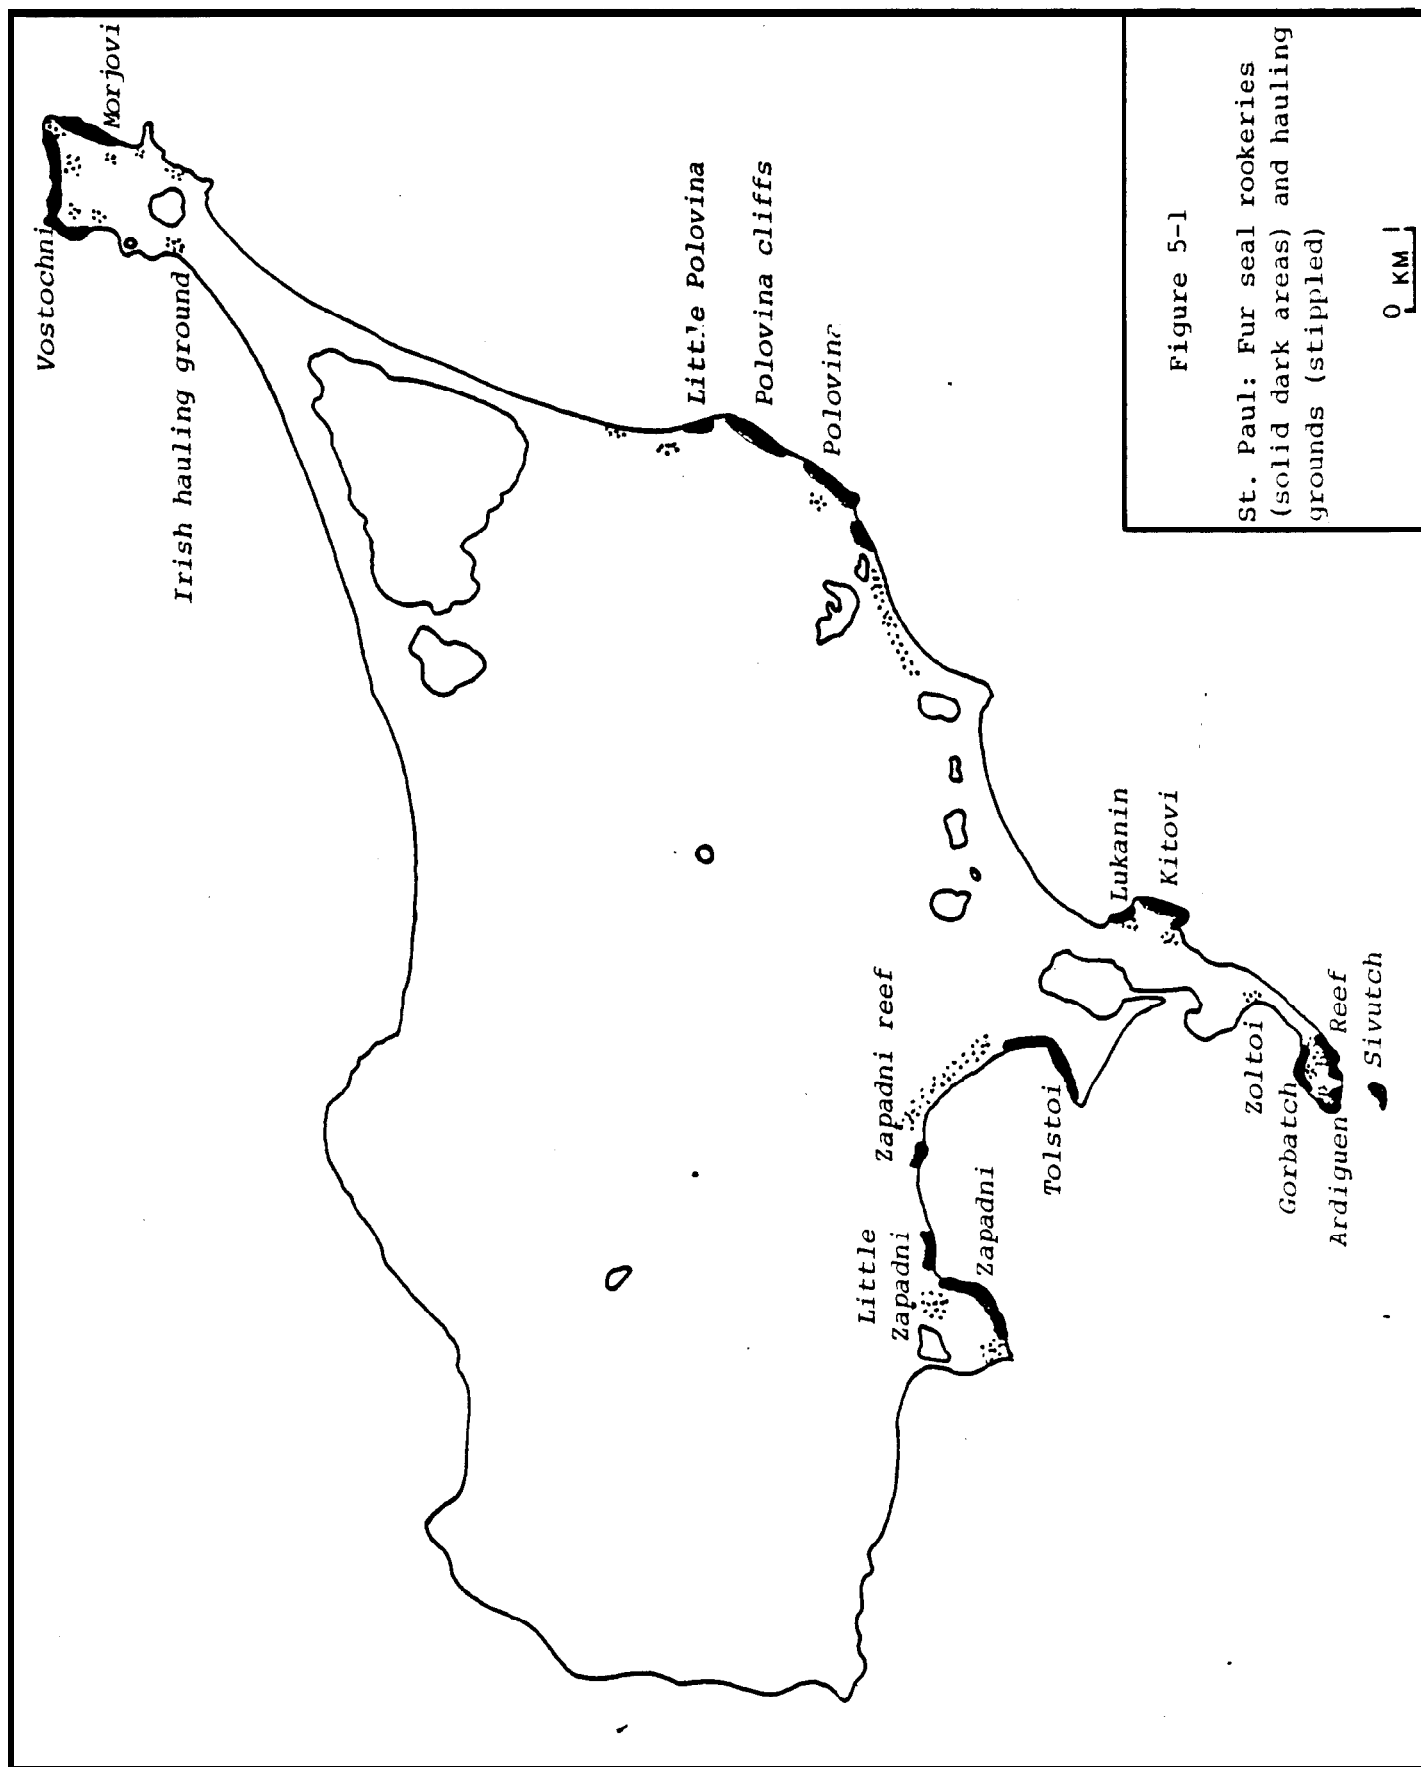 Vostochni
Morjovi
Irish hauling ground
Little Polovina
Polovina cliffs
Polovina
Lukanin
Kitovi
Zapadni reef
Little
Zapadni
Zapadni
Tolstoi
Zoltoi
Gorbatch
Ardiguen
Reef
Sivutch
Figure 5-1
St. Paul: Fur seal rookeries
(solid dark areas) and hauling
grounds (stippled)
0 KM 1